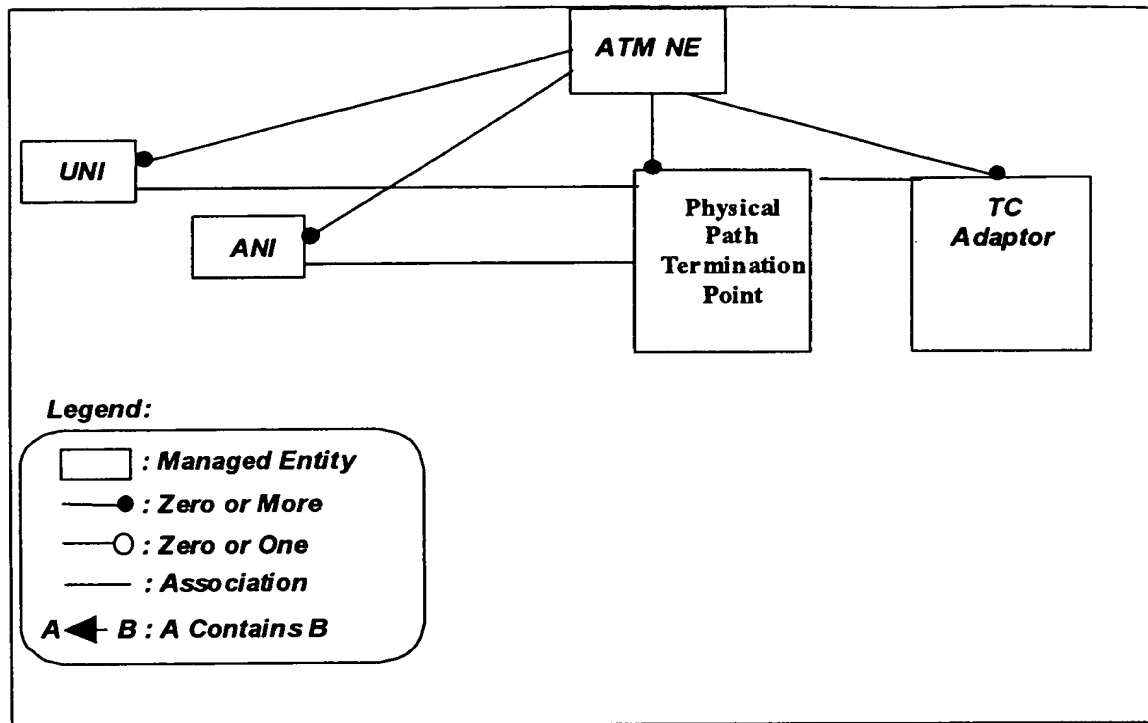 ATM NE
UNI
ANI
Physical
Path
Termination
Point
TC
Adaptor
Legend:
: Managed Entity
: Zero or More
: Zero or One
: Association
A B : A Contains B